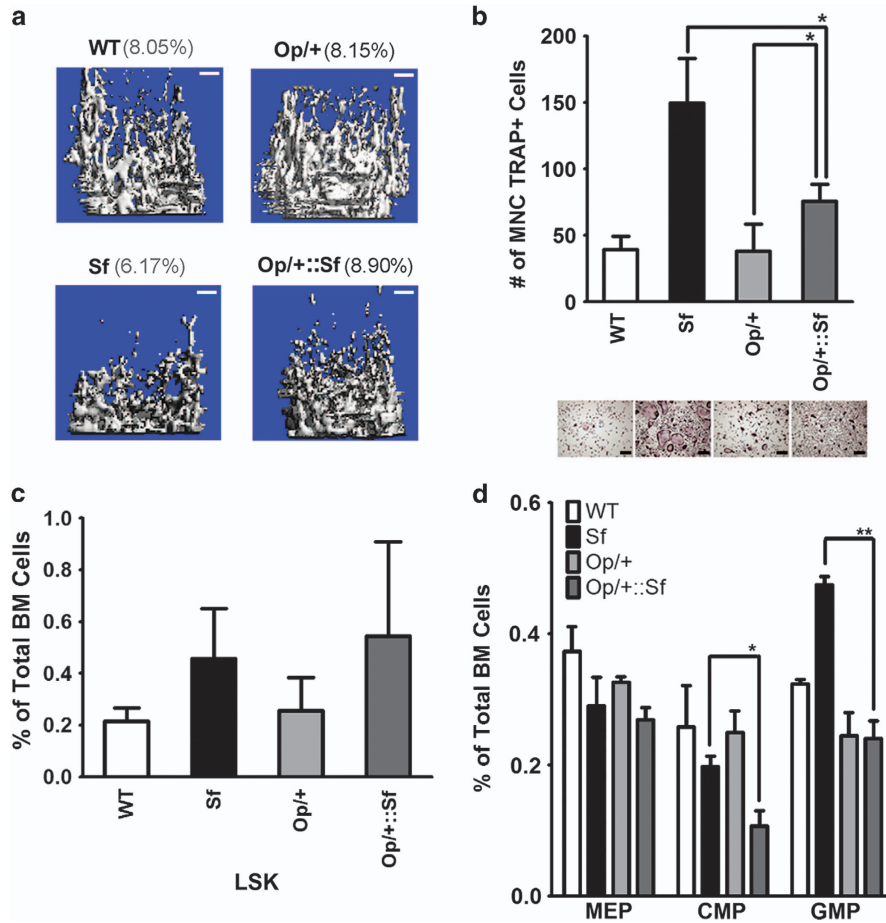 a
WT (8.05%)
Op/+ (8.15%)
Sf (6.17%)
Op/+::Sf (8.90%)
b
# of MNC TRAP+ Cells
200
150
100
50
0
*
*
WT
Sf
Op/+
Op/+::Sf
c
% of Total BM Cells
1.0
0.8
0.6
0.4
0.2
0.0
WT
Sf
Op/+
Op/+::Sf
LSK
d
% of Total BM Cells
0.6
0.4
0.2
0.0
WT
Sf
Op/+
Op/+::Sf
*
**
MEP
CMP
GMP